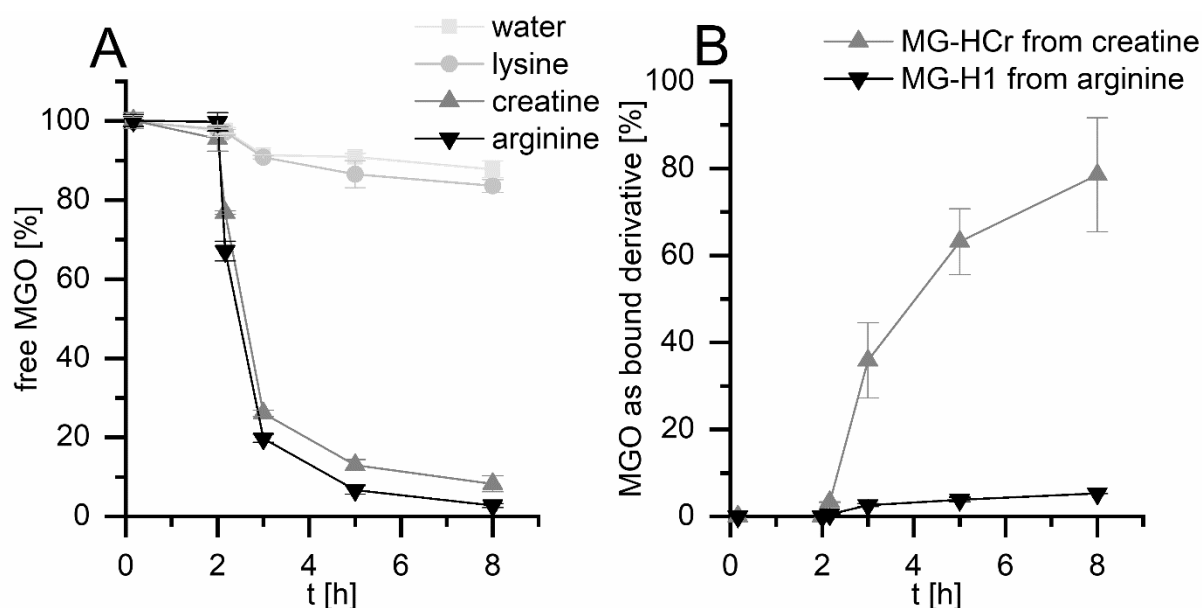 A
water
lysine
creatine
arginine
free MGO [%]
100
80
60
40
20
0
0 2 4 6 8
t [h]
B
MG-HCr from creatine
MG-H1 from arginine
MGO as bound derivative [%]
100
80
60
40
20
0
0 2 4 6 8
t [h]